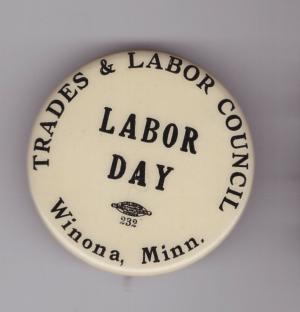 TRADES & LABOR COUNCIL
LABOR
DAY
232
Winona, Minn.